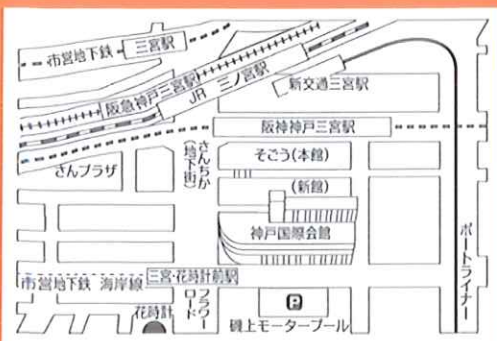 市営地下鉄
三宮駅
阪急神戸三宮駅
JR 三ノ宮駅
新交通三宮駅
阪神神戸三宮駅
さんプラザ
さんちか
(地下街)
そごう(本館)
(新館)
神戸国際会館
ポートライナー
市営地下鉄 海岸線
三宮・花時計前駅
花時計
フラワー
ロード
P
磯上モータープール